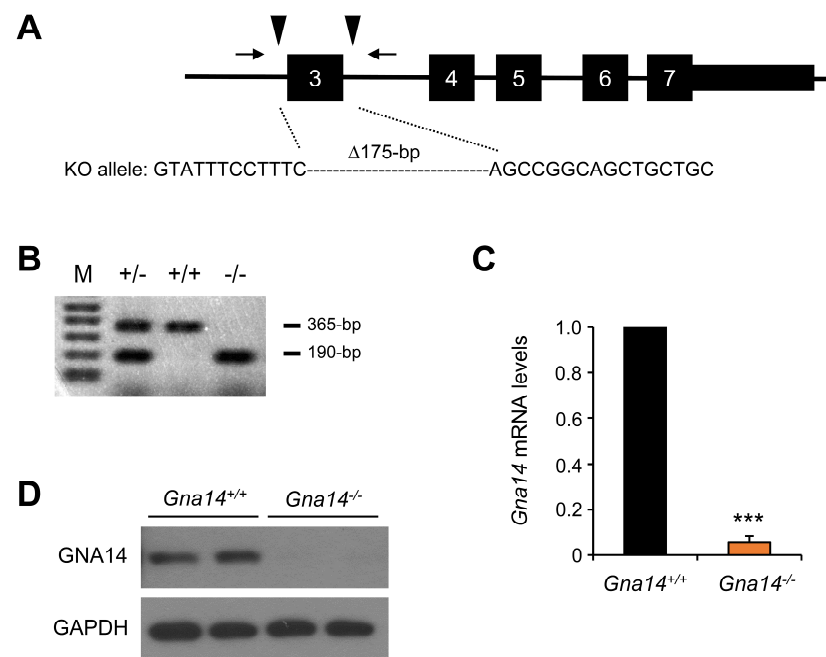 A
3 4 5 6 7
Δ175-bp
KO allele: GTATTTCCTTTC----------------------------AGCCGGCAGCTGCTGC
B
M +/- +/+ -/-
365-bp
190-bp
C
Gna14 mRNA levels
1.0
0.8
0.6
0.4
0.2
0
***
Gna14+/+ Gna14-/-
D
Gna14+/+ Gna14-/-
GNA14
GAPDH